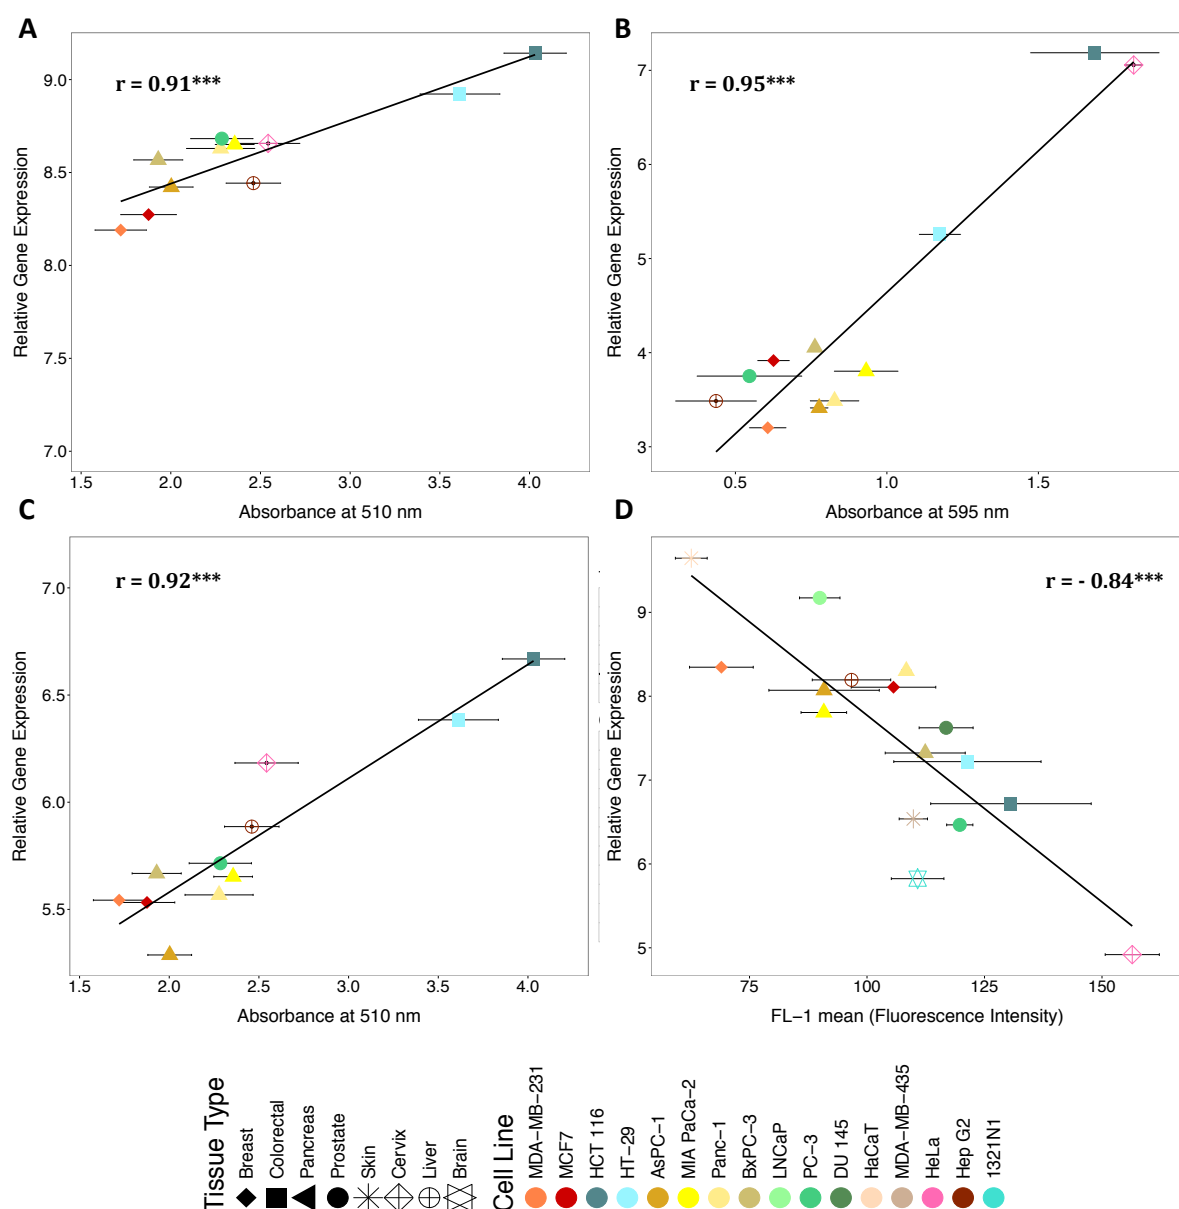 A
r = 0.91***
9.0
8.5
8.0
7.5
7.0
Relative Gene Expression
1.5 2.0 2.5 3.0 3.5 4.0
Absorbance at 510 nm
B
r = 0.95***
7
6
5
4
3
Relative Gene Expression
0.5 1.0 1.5
Absorbance at 595 nm
C
r = 0.92***
7.0
6.5
6.0
5.5
Relative Gene Expression
1.5 2.0 2.5 3.0 3.5 4.0
Absorbance at 510 nm
D
r = - 0.84***
9
8
7
6
5
Relative Gene Expression
75 100 125 150
FL−1 mean (Fluorescence Intensity)
Tissue Type
Breast
Colorectal
Pancreas
Prostate
Skin
Cervix
Liver
Brain
Cell Line
MDA−MB−231
MCF7
HCT 116
HT−29
AsPC−1
MIA PaCa−2
Panc−1
BxPC−3
LNCaP
PC−3
DU 145
HaCaT
MDA−MB−435
HeLa
Hep G2
1321N1